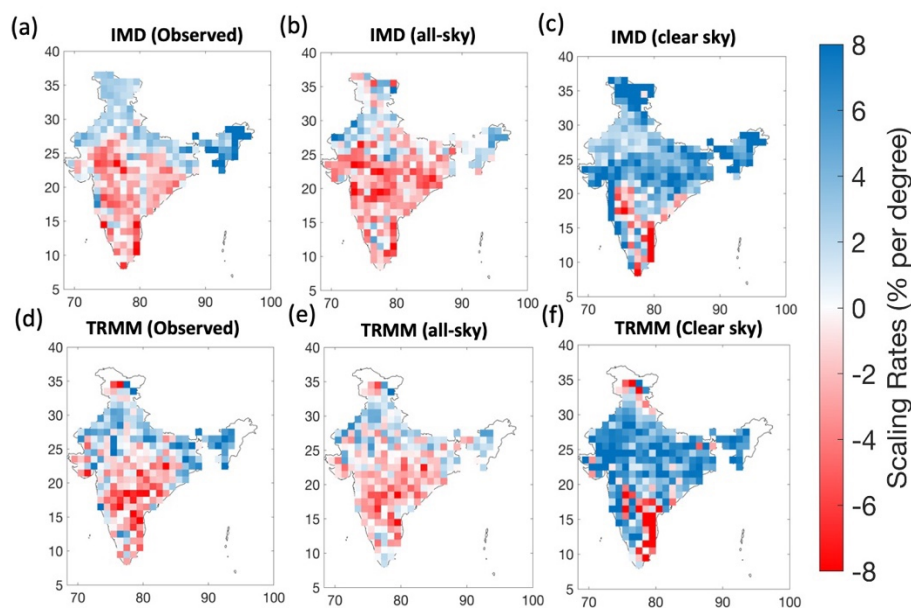 (a) IMD (Observed) (b) IMD (all-sky) (c) IMD (clear sky)
40 40 40
35 35 35
30 30 30
25 25 25
20 20 20
15 15 15
10 10 10
5 5 5
70 80 90 100 70 80 90 100 70 80 90 100
(d) TRMM (Observed) (e) TRMM (all-sky) (f) TRMM (Clear sky)
40 40 40
35 35 35
30 30 30
25 25 25
20 20 20
15 15 15
10 10 10
5 5 5
70 80 90 100 70 80 90 100 70 80 90 100
8
6
4
2
0
-2
-4
-6
-8
Scaling Rates (% per degree)